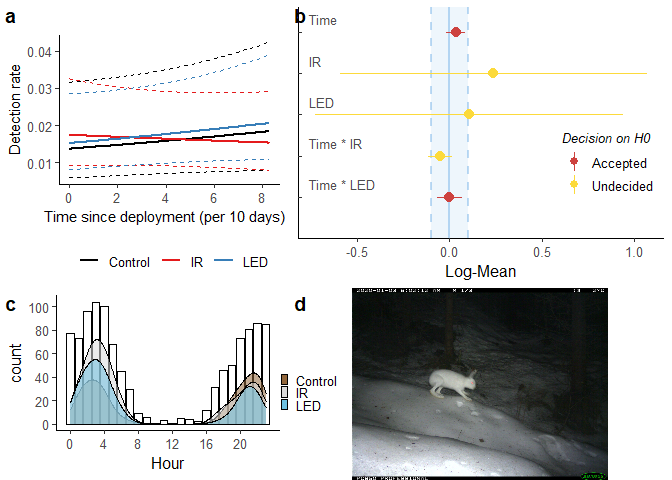 a
Detection rate
0.04
0.03
0.02
0.01
0 2 4 6 8
Time since deployment (per 10 days)
Control IR LED
b
Time
IR
LED
Time * IR
Time * LED
Decision on H0
Accepted
Undecided
-0.5 0.0 0.5 1.0
Log-Mean
c
count
100
80
60
40
20
0
0 4 8 12 16 20
Hour
Control
IR
LED
d